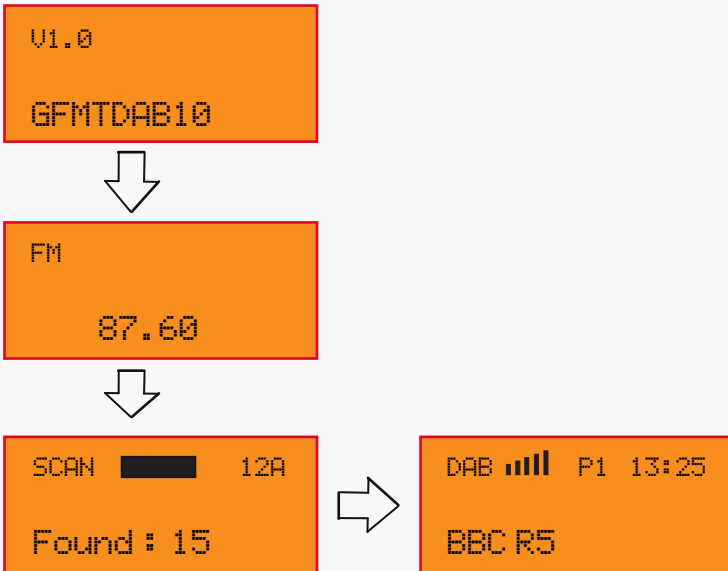 V1.0
GFMTDAB10
FM
87.60
SCAN 12A
Found : 15
DAB P1 13:25
BBC R5